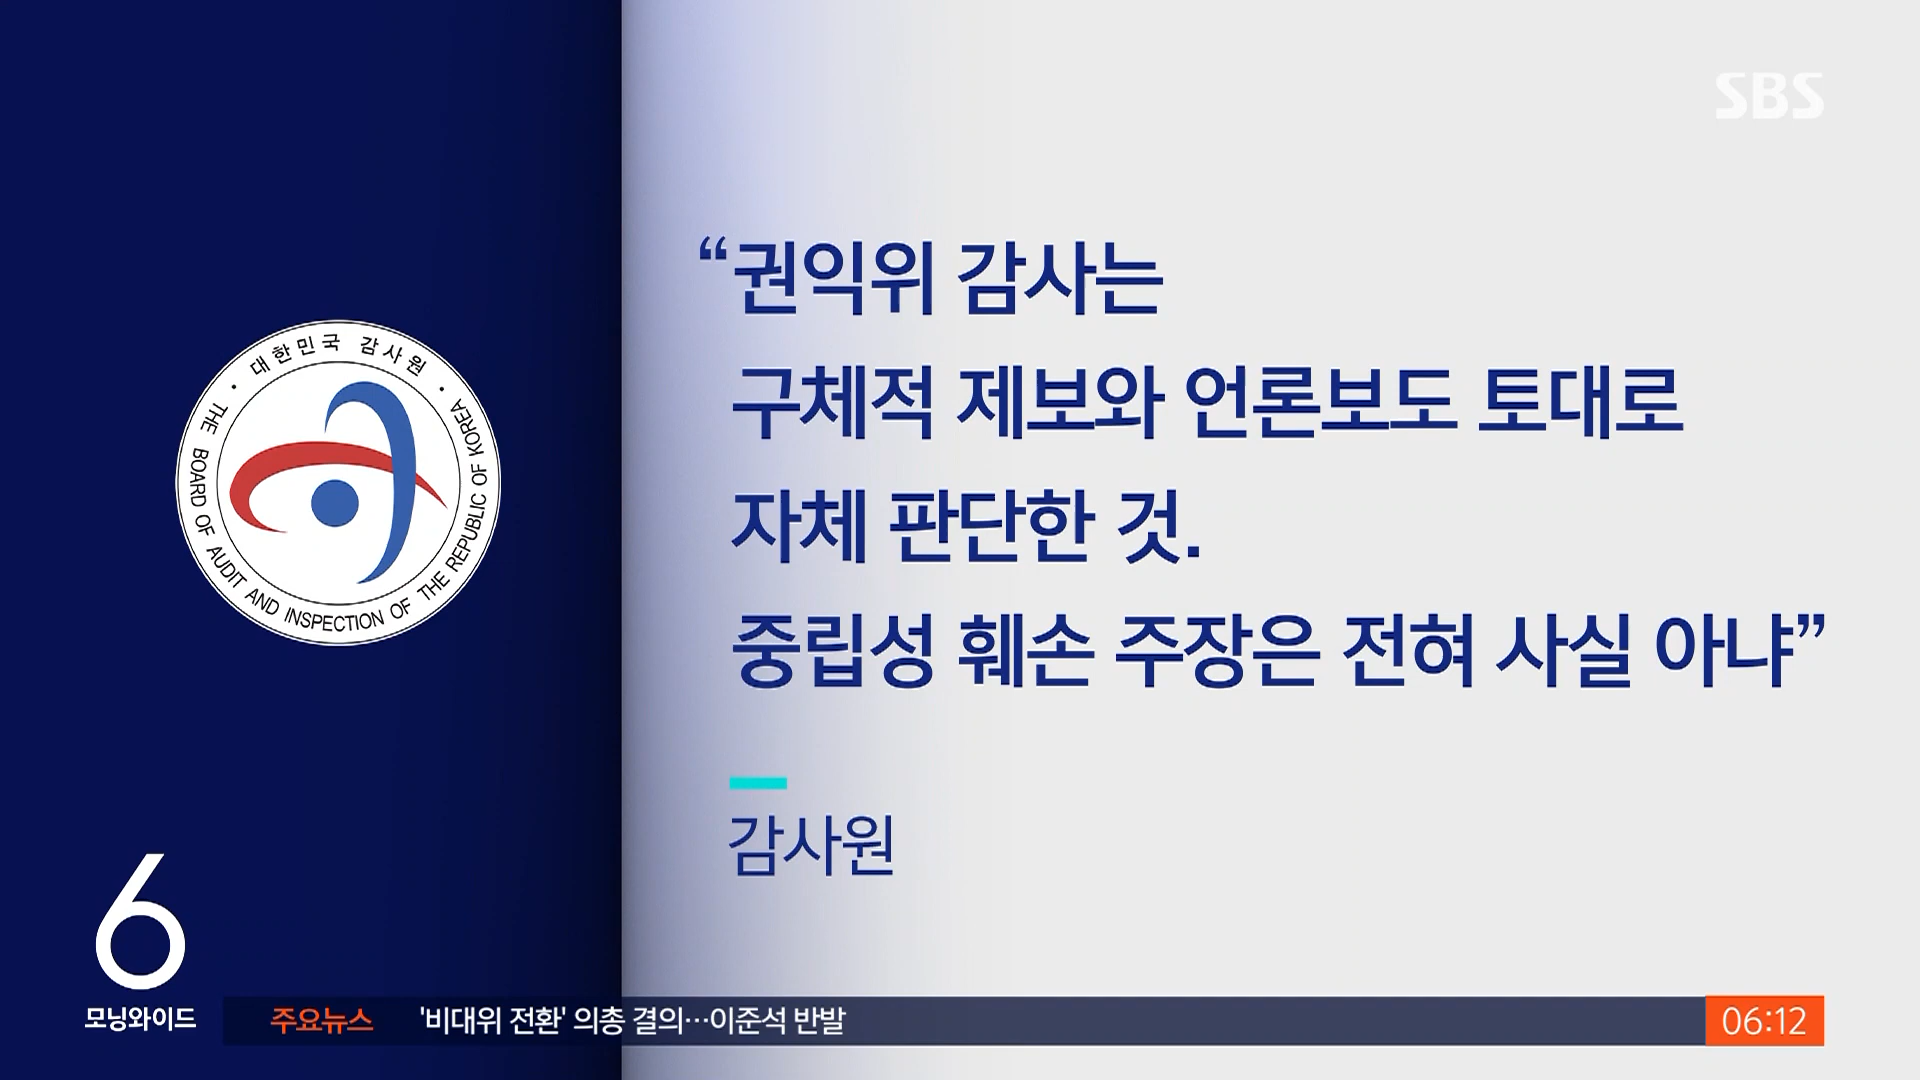 SBS
“권익위 감사는
구체적 제보와 언론보도 토대로
자체 판단한 것.
중립성 훼손 주장은 전혀 사실 아냐”
감사원
· 대한민국 감사원 ·
THE BOARD OF AUDIT AND INSPECTION OF THE REPUBLIC OF KOREA
6
모닝와이드
주요뉴스 '비대위 전환' 의총 결의…이준석 반발 06:12